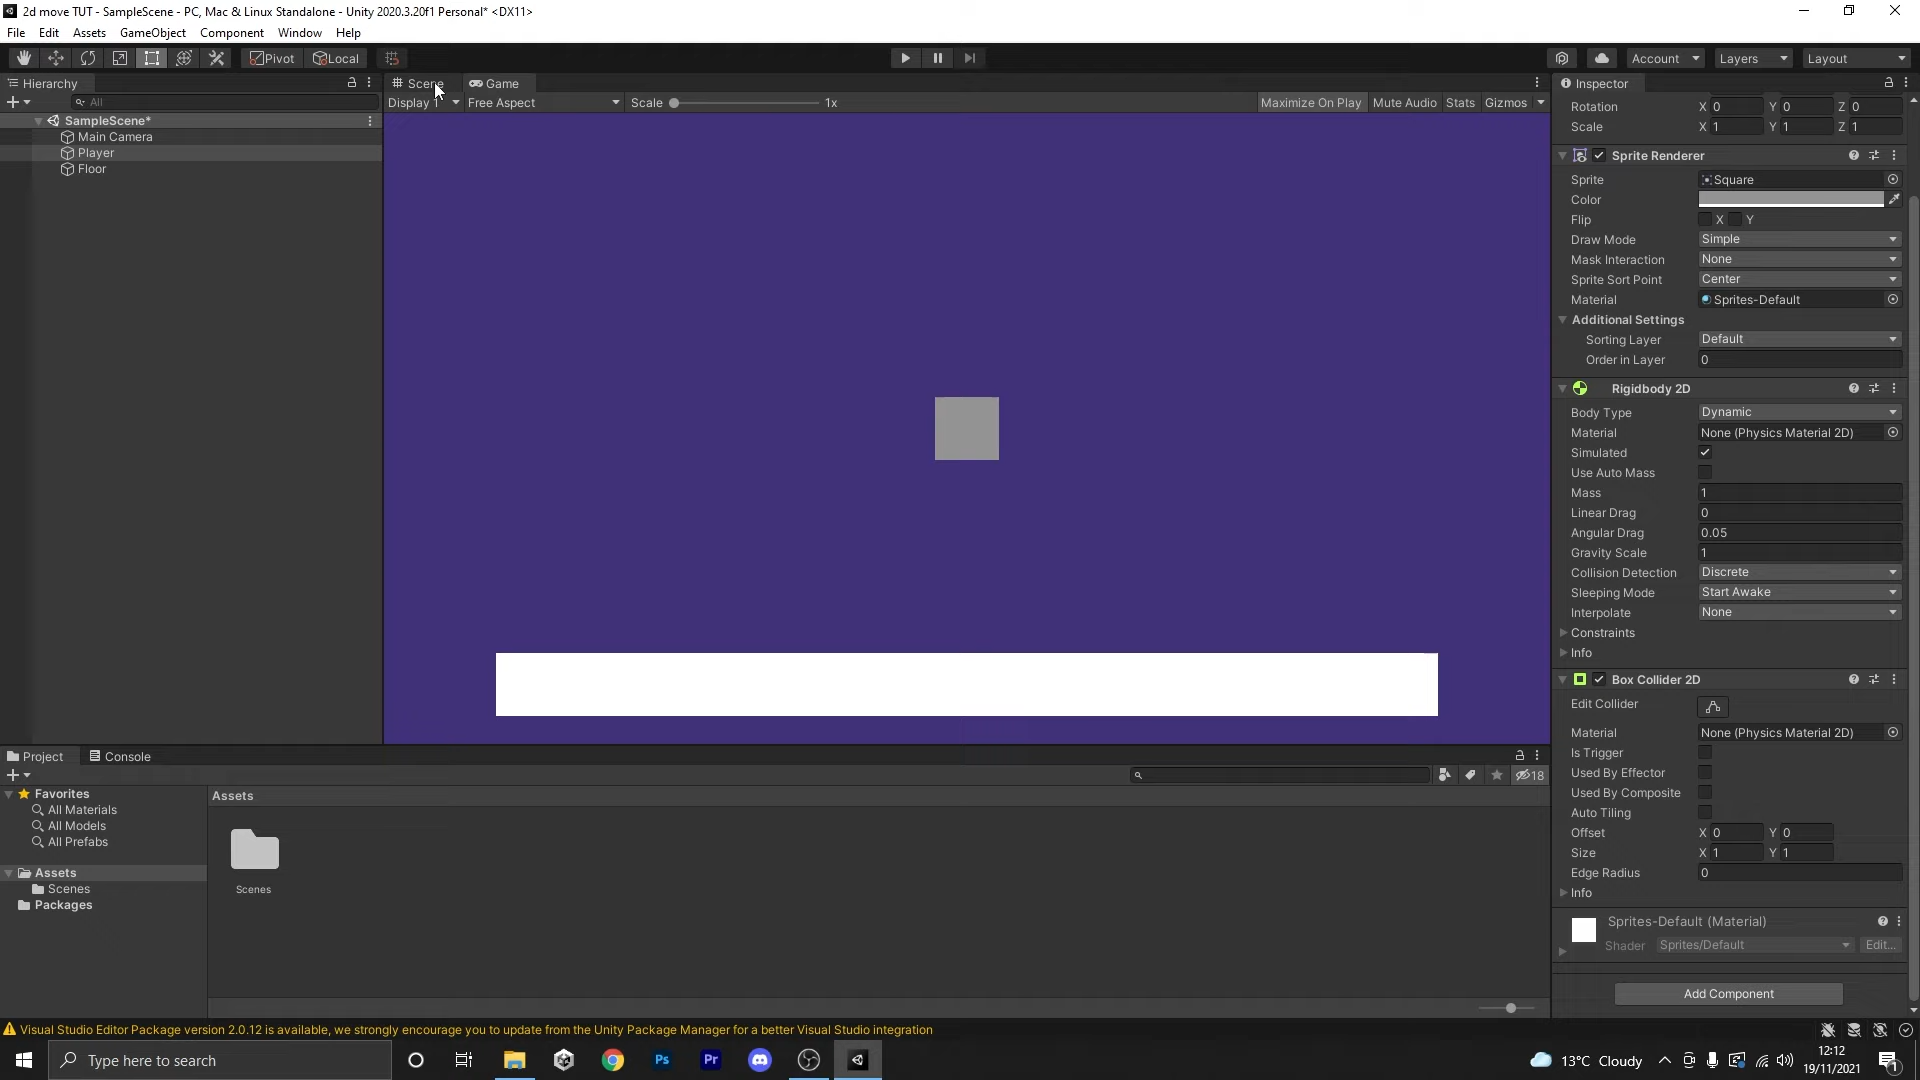 2d move TUT - SampleScene - PC, Mac & Linux Standalone - Unity 2020.3.20f1 Personal* <DX11>
File Edit Assets GameObject Component Window Help
Pivot Local Account Layers Layout
Hierarchy
All
SampleScene*
Main Camera
Player
Floor
Scene Game
Display 1 Free Aspect Scale 1x Maximize On Play Mute Audio Stats Gizmos
Inspector
Rotation X 0 Y 0 Z 0
Scale X 1 Y 1 Z 1
Sprite Renderer
Sprite Square
Color
Flip X Y
Draw Mode Simple
Mask Interaction None
Sprite Sort Point Center
Material Sprites-Default
Additional Settings
Sorting Layer Default
Order in Layer 0
Rigidbody 2D
Body Type Dynamic
Material None (Physics Material 2D)
Simulated
Use Auto Mass
Mass 1
Linear Drag 0
Angular Drag 0.05
Gravity Scale 1
Collision Detection Discrete
Sleeping Mode Start Awake
Interpolate None
Constraints
Info
Box Collider 2D
Edit Collider
Material None (Physics Material 2D)
Is Trigger
Used By Effector
Used By Composite
Auto Tiling
Offset X 0 Y 0
Size X 1 Y 1
Edge Radius 0
Info
Sprites-Default (Material)
Shader Sprites/Default Edit...
Add Component
Project Console
18
Favorites
All Materials
All Models
All Prefabs
Assets
Scenes
Packages
Assets
Scenes
Visual Studio Editor Package version 2.0.12 is available, we strongly encourage you to update from the Unity Package Manager for a better Visual Studio integration
Type here to search
Ps
Pr
13°C Cloudy
12:12
19/11/2021
1